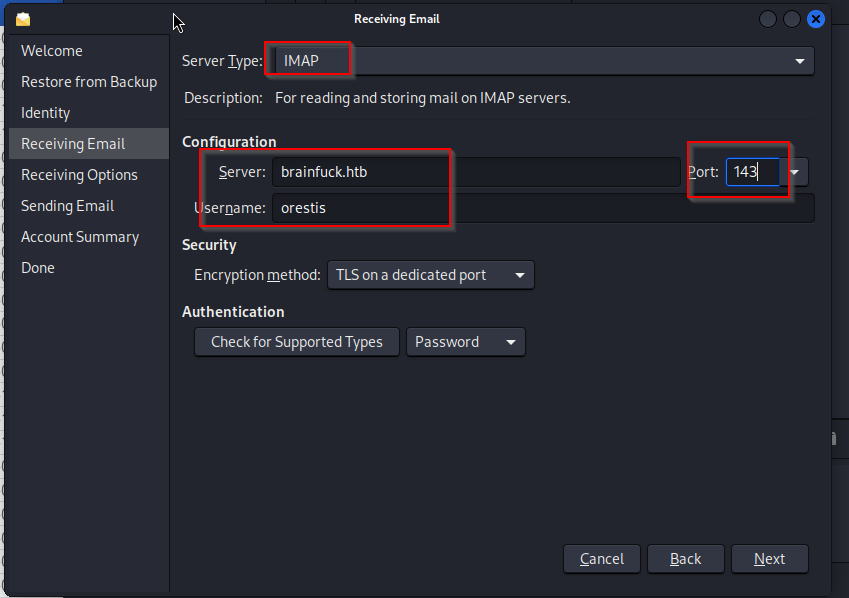 Receiving Email
Welcome
Restore from Backup
Identity
Receiving Email
Receiving Options
Sending Email
Account Summary
Done
Server Type: IMAP
Description: For reading and storing mail on IMAP servers.
Configuration
Server: brainfuck.htb Port: 143
Username: orestis
Security
Encryption method: TLS on a dedicated port
Authentication
Check for Supported Types Password
Cancel Back Next